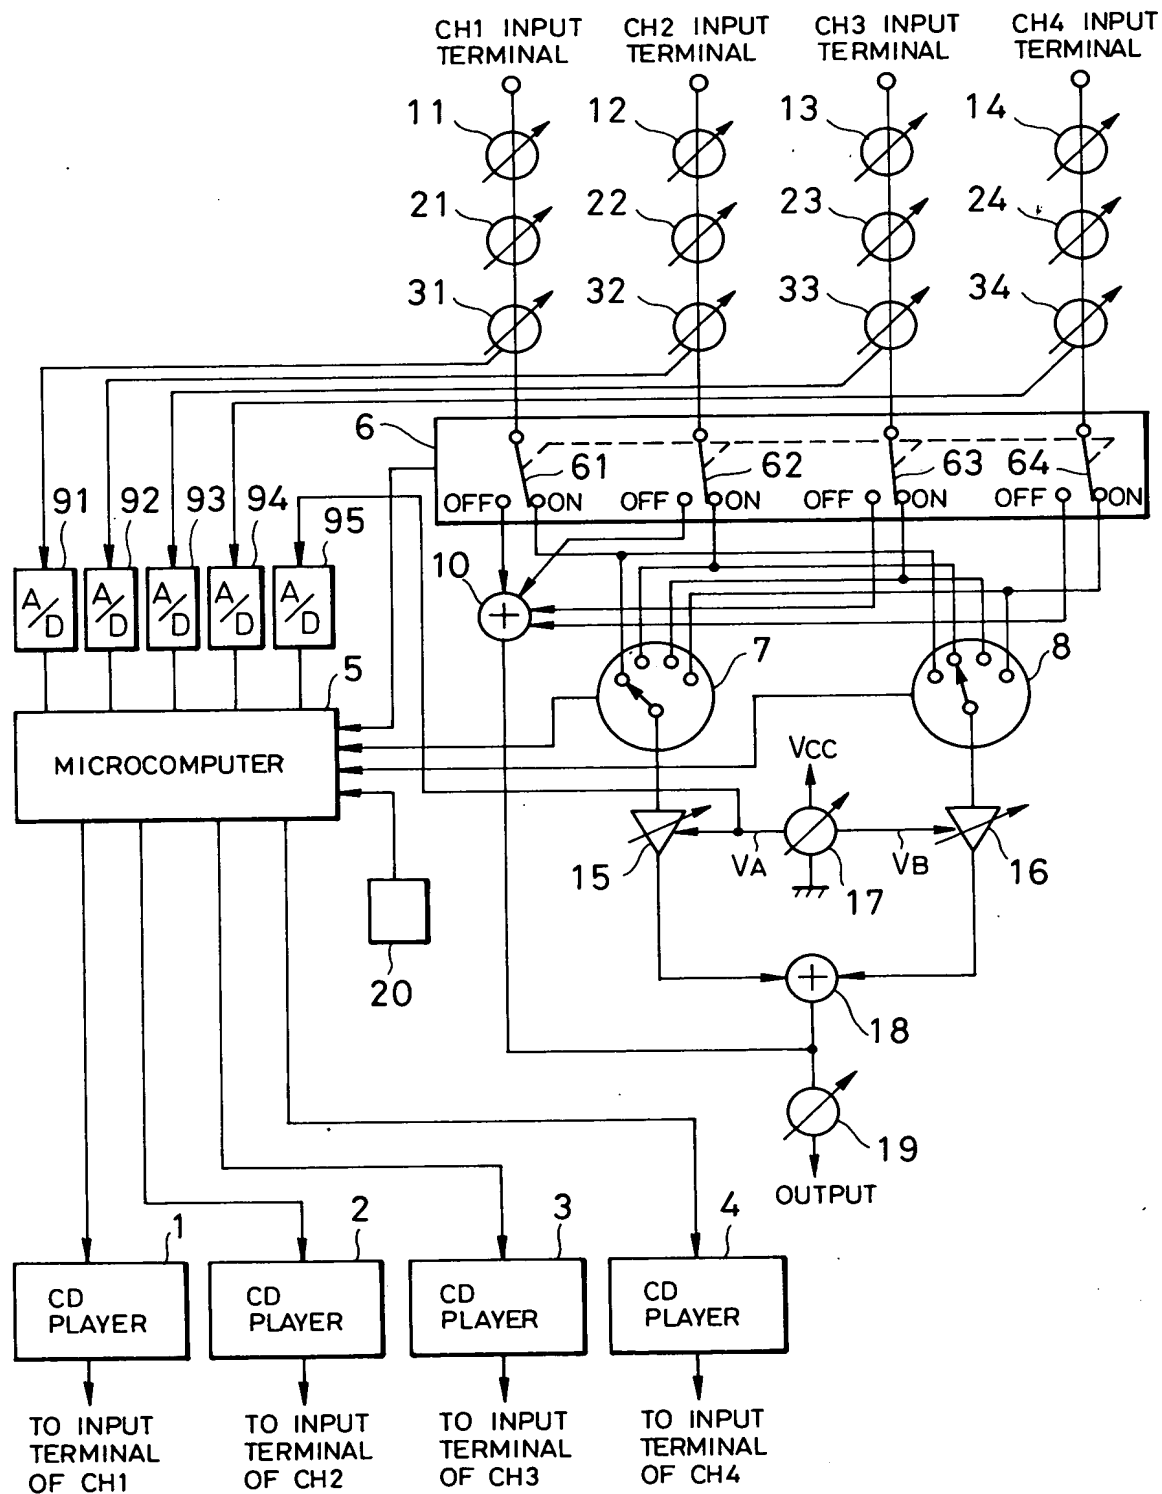 CH1 INPUT
TERMINAL
CH2 INPUT
TERMINAL
CH3 INPUT
TERMINAL
CH4 INPUT
TERMINAL
11
12
13
14
21
22
23
24
31
32
33
34
6
61
62
63
64
OFF
ON
OFF
ON
OFF
ON
OFF
ON
91
92
93
94
95
A/D
A/D
A/D
A/D
A/D
10
+
7
8
5
MICROCOMPUTER
VCC
VA
VB
15
16
17
20
+
18
19
OUTPUT
1
2
3
4
CD
PLAYER
CD
PLAYER
CD
PLAYER
CD
PLAYER
TO INPUT
TERMINAL
OF CH1
TO INPUT
TERMINAL
OF CH2
TO INPUT
TERMINAL
OF CH3
TO INPUT
TERMINAL
OF CH4